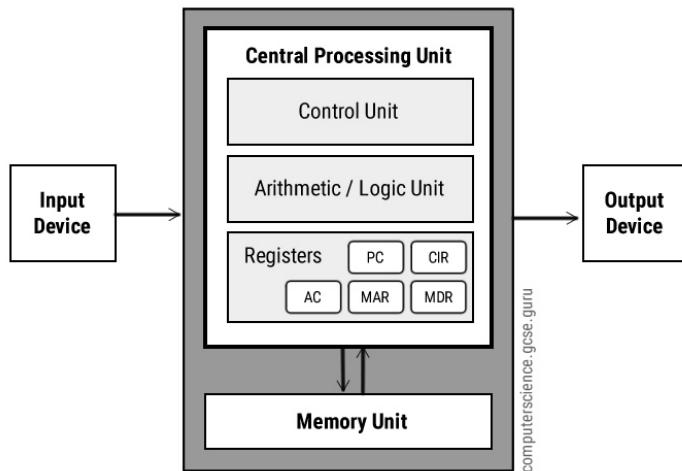 Central Processing Unit
Control Unit
Arithmetic / Logic Unit
Input
Device
Output
Device
Registers
PC
CIR
AC
MAR
MDR
Memory Unit
computerscience.gcse.guru